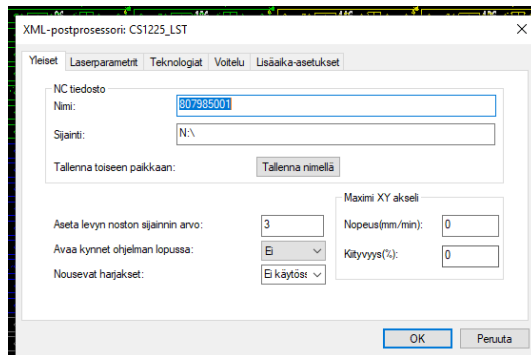 XML-postprosessori: CS1225_LST
Yleiset Laserparametrit Teknologiat Voitelu Lisäaika-asetukset
NC tiedosto
Nimi: 807985001
Sijainti: N:\
Tallenna toiseen paikkaan: Tallenna nimellä
Maximi XY akseli
Aseta levyn noston sijainnin arvo: 3 Nopeus(mm/min): 0
Avaa kynnet ohjelman lopussa: Ei Kiityvyys(%): 0
Nousevat harjakset: Ei käytöss
OK Peruuta